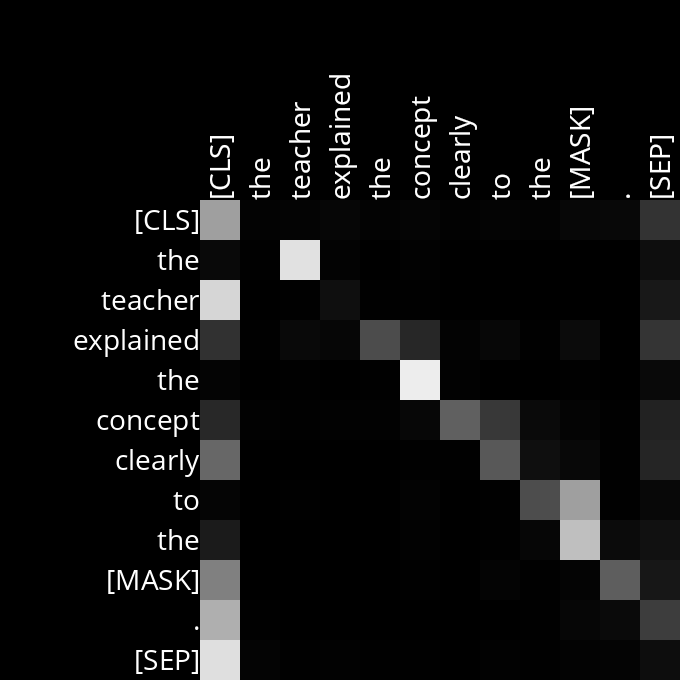 [CLS]
the
teacher
explained
the
concept
clearly
to
the
[MASK]
.
[SEP]
[CLS]
the
teacher
explained
the
concept
clearly
to
the
[MASK]
.
[SEP]